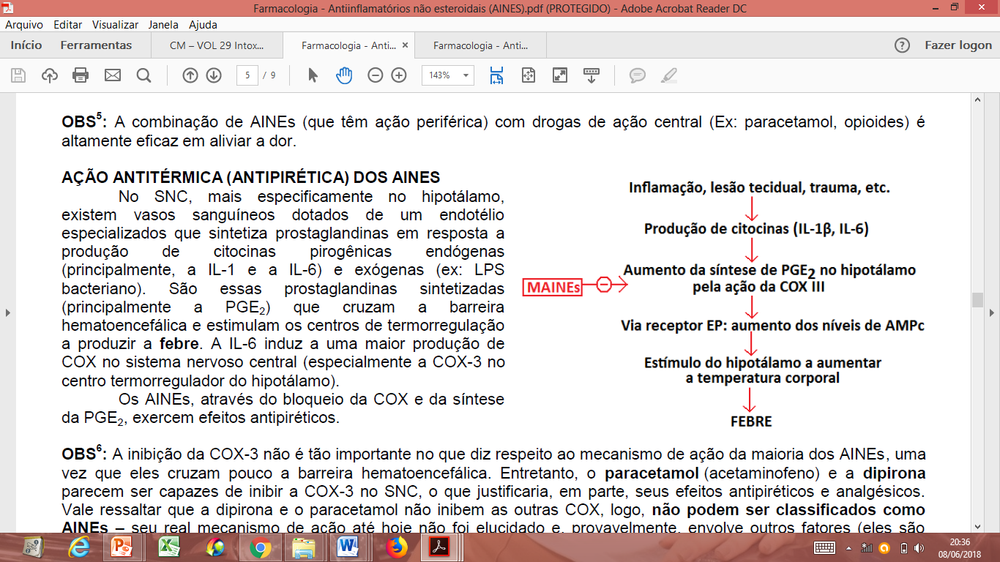 Farmacologia - Antiinflamatórios não esteroidais (AINES).pdf (PROTEGIDO) - Adobe Acrobat Reader DC
Arquivo Editar Visualizar Janela Ajuda
Início Ferramentas CM – VOL 29 Intox... Farmacologia - Anti... × Farmacologia - Anti... ? Fazer logon
5 / 9 143%
OBS⁵: A combinação de AINEs (que têm ação periférica) com drogas de ação central (Ex: paracetamol, opioides) é
altamente eficaz em aliviar a dor.
AÇÃO ANTITÉRMICA (ANTIPIRÉTICA) DOS AINES
No SNC, mais especificamente no hipotálamo,
existem vasos sanguíneos dotados de um endotélio
especializados que sintetiza prostaglandinas em resposta a
produção de citocinas pirogênicas endógenas
(principalmente, a IL-1 e a IL-6) e exógenas (ex: LPS
bacteriano). São essas prostaglandinas sintetizadas
(principalmente a PGE₂) que cruzam a barreira
hematoencefálica e estimulam os centros de termorregulação
a produzir a febre. A IL-6 induz a uma maior produção de
COX no sistema nervoso central (especialmente a COX-3 no
centro termorregulador do hipotálamo).
Os AINEs, através do bloqueio da COX e da síntese
da PGE₂, exercem efeitos antipiréticos.
Inflamação, lesão tecidual, trauma, etc.
Produção de citocinas (IL-1β, IL-6)
Aumento da síntese de PGE₂ no hipotálamo
pela ação da COX III
MAINEs
Via receptor EP: aumento dos níveis de AMPc
Estímulo do hipotálamo a aumentar
a temperatura corporal
FEBRE
OBS⁶: A inibição da COX-3 não é tão importante no que diz respeito ao mecanismo de ação da maioria dos AINEs, uma
vez que eles cruzam pouco a barreira hematoencefálica. Entretanto, o paracetamol (acetaminofeno) e a dipirona
parecem ser capazes de inibir a COX-3 no SNC, o que justificaria, em parte, seus efeitos antipiréticos e analgésicos.
Vale ressaltar que a dipirona e o paracetamol não inibem as outras COX, logo, não podem ser classificados como
AINEs – seu real mecanismo de ação até hoje não foi elucidado e, provavelmente, envolve outros fatores (eles são
20:36
08/06/2018